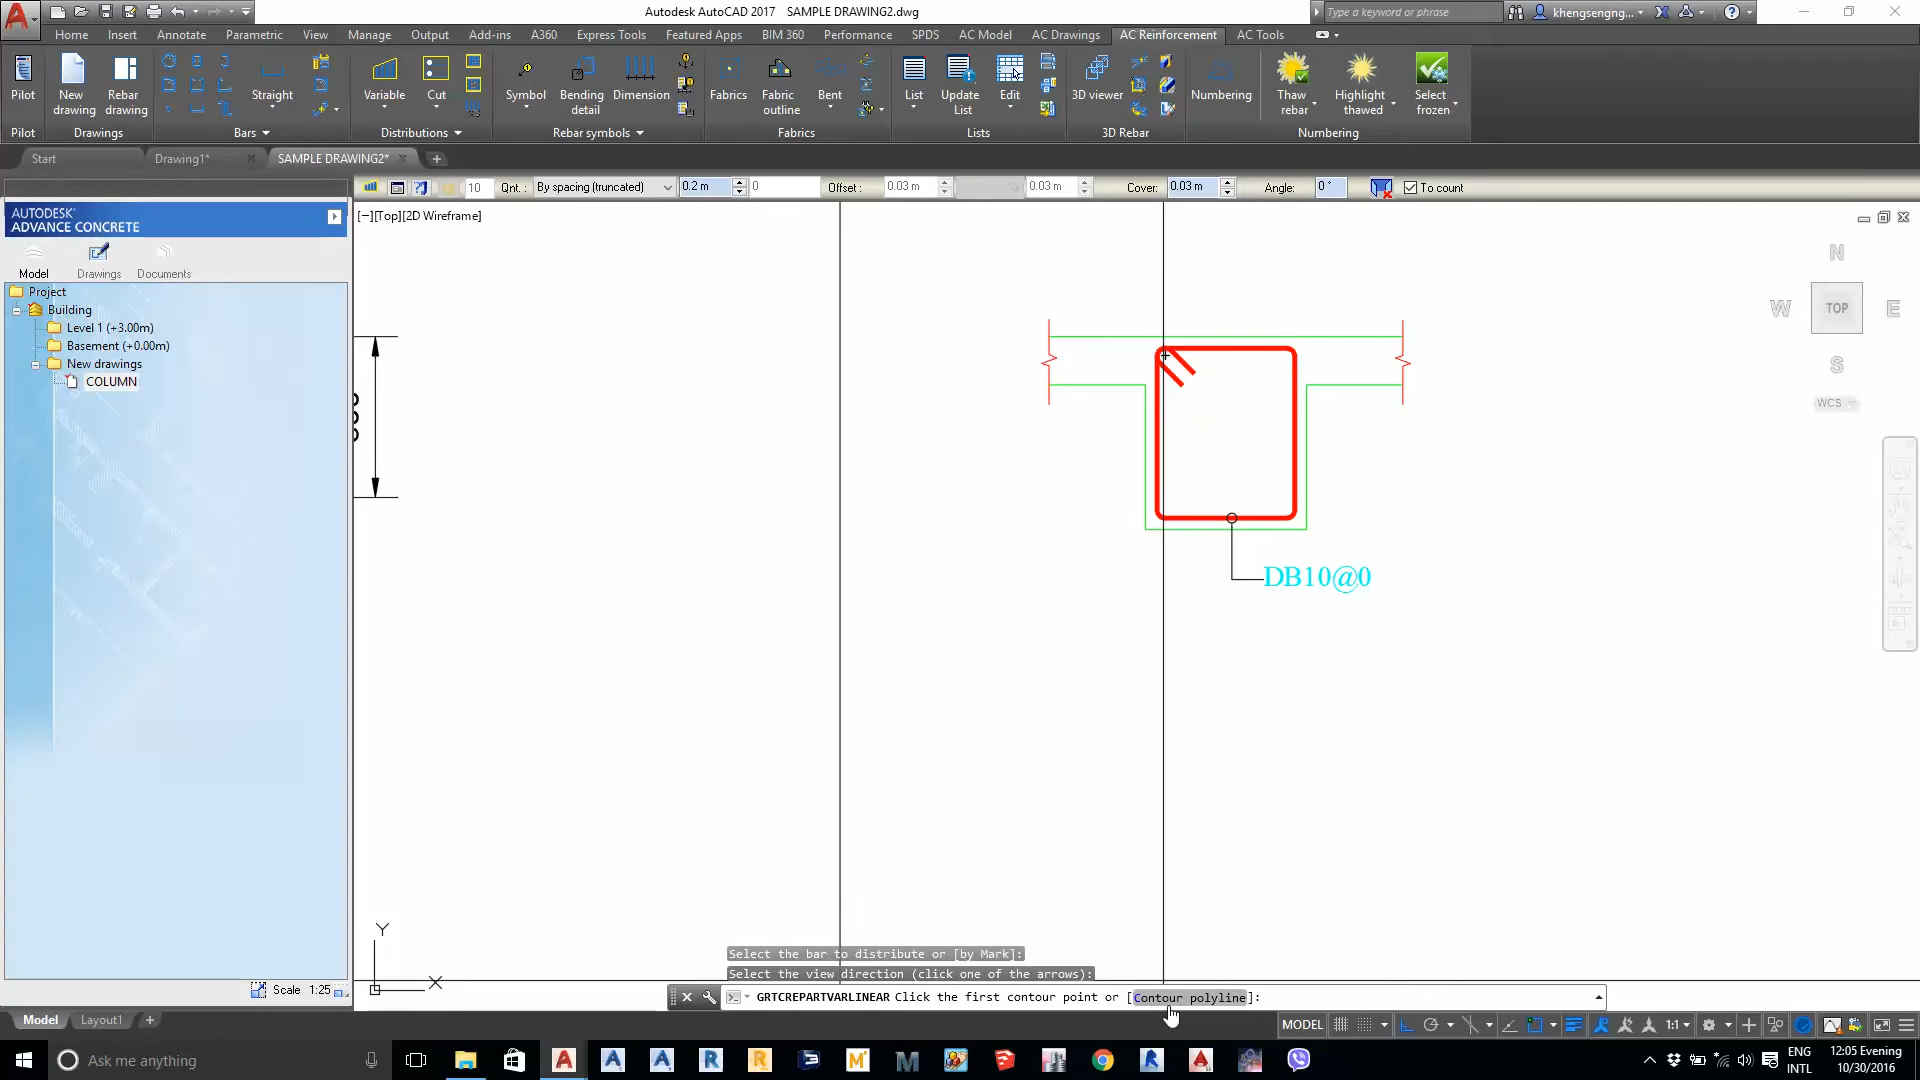 Autodesk AutoCAD 2017 SAMPLE DRAWING2.dwg
Type a keyword or phrase
khengsengng...
Home Insert Annotate Parametric View Manage Output Add-ins A360 Express Tools Featured Apps BIM 360 Performance SPDS AC Model AC Drawings AC Reinforcement AC Tools
Pilot
New drawing
Rebar drawing
Straight
Variable
Cut
Symbol
Bending detail
Dimension
Fabrics
Fabric outline
Bent
List
Update List
Edit
3D viewer
Numbering
Thaw rebar
Highlight thawed
Select frozen
Pilot Drawings Bars Distributions Rebar symbols Fabrics Lists 3D Rebar Numbering
Start Drawing1* SAMPLE DRAWING2*
10 Qnt. : By spacing (truncated) 0.2 m 0 Offset : 0.03 m 0.03 m Cover: 0.03 m Angle: 0 ° To count
AUTODESK
ADVANCE CONCRETE
Model Drawings Documents
Project
Building
Level 1 (+3.00m)
Basement (+0.00m)
New drawings
COLUMN
Scale 1:25
[−][Top][2D Wireframe]
N
W TOP E
S
WCS
DB10@0
Y
X
Select the bar to distribute or [by Mark]:
Select the view direction (click one of the arrows):
GRTCREPARTVARLINEAR Click the first contour point or [Contour polyline]:
Model Layout1
MODEL 1:1
Ask me anything
ENG
INTL
12:05 Evening
10/30/2016